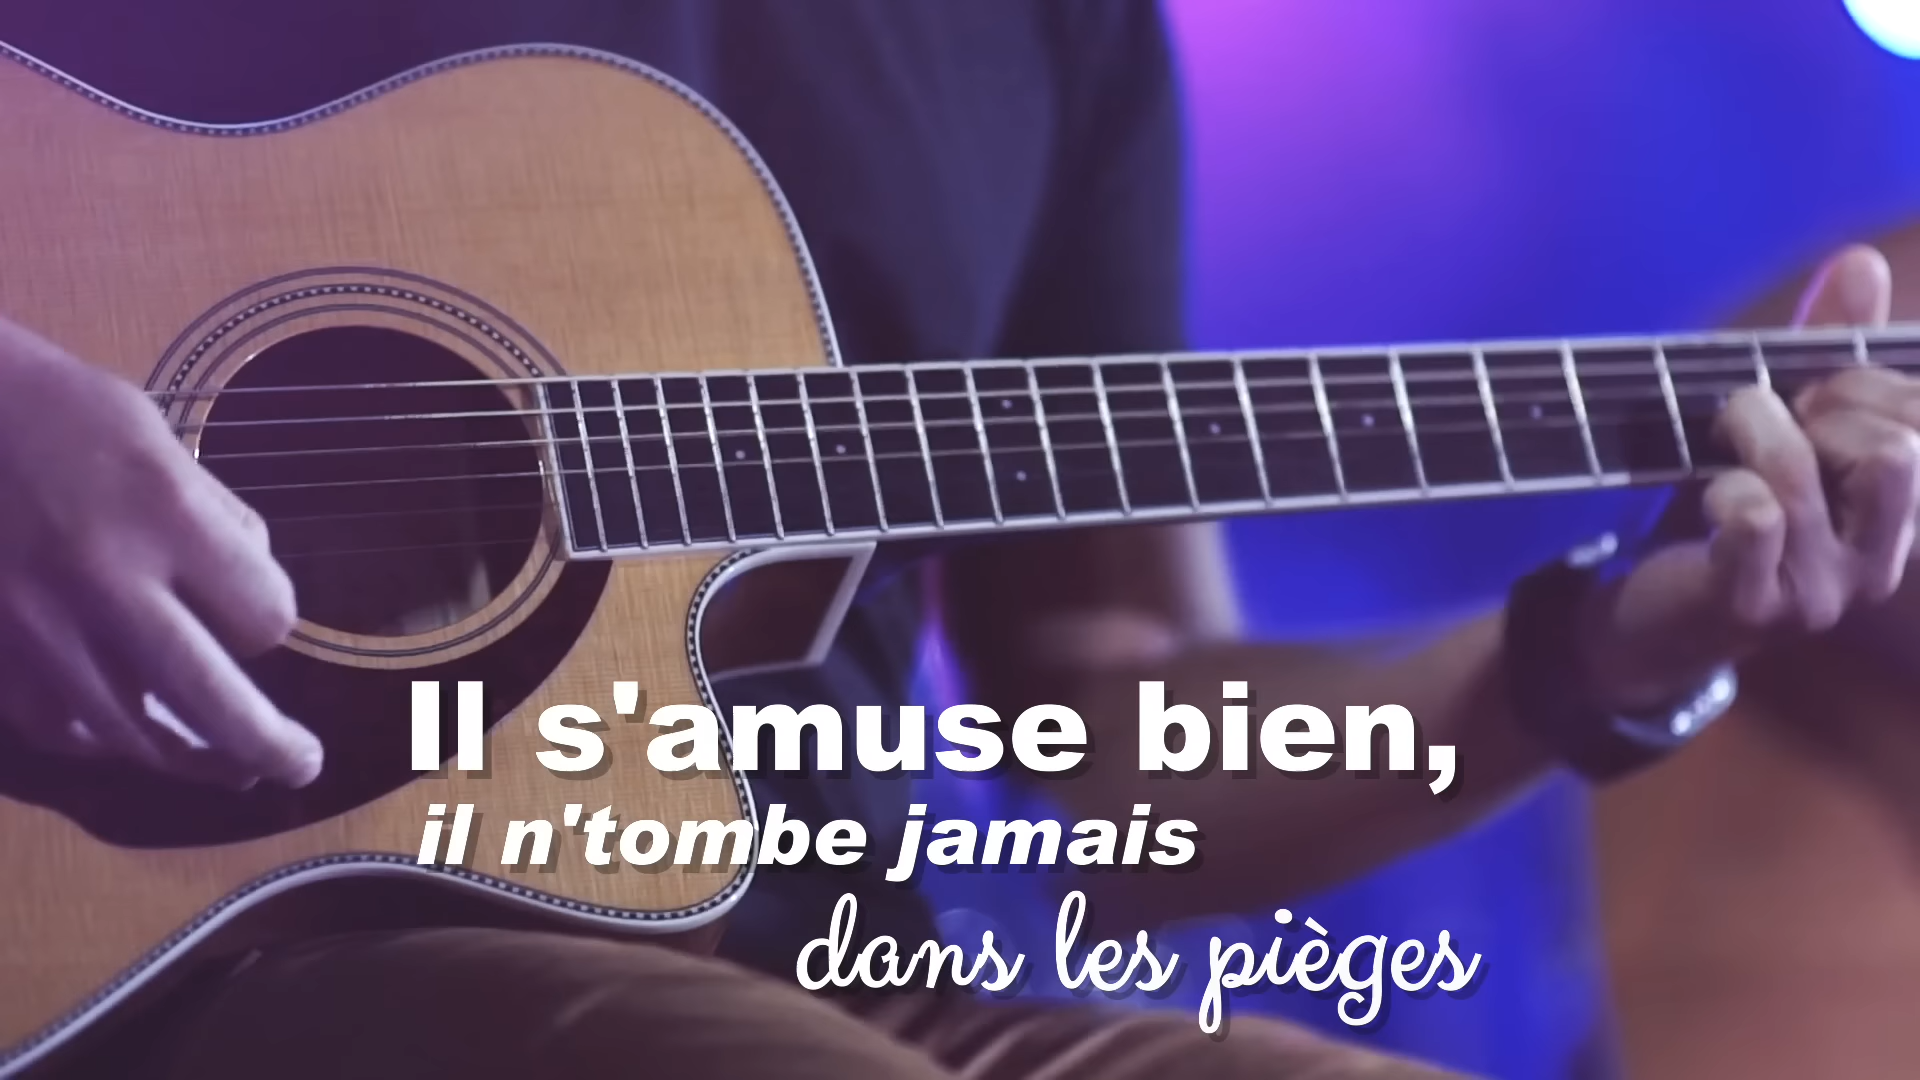 Il s'amuse bien,
il n'tombe jamais
dans les pièges